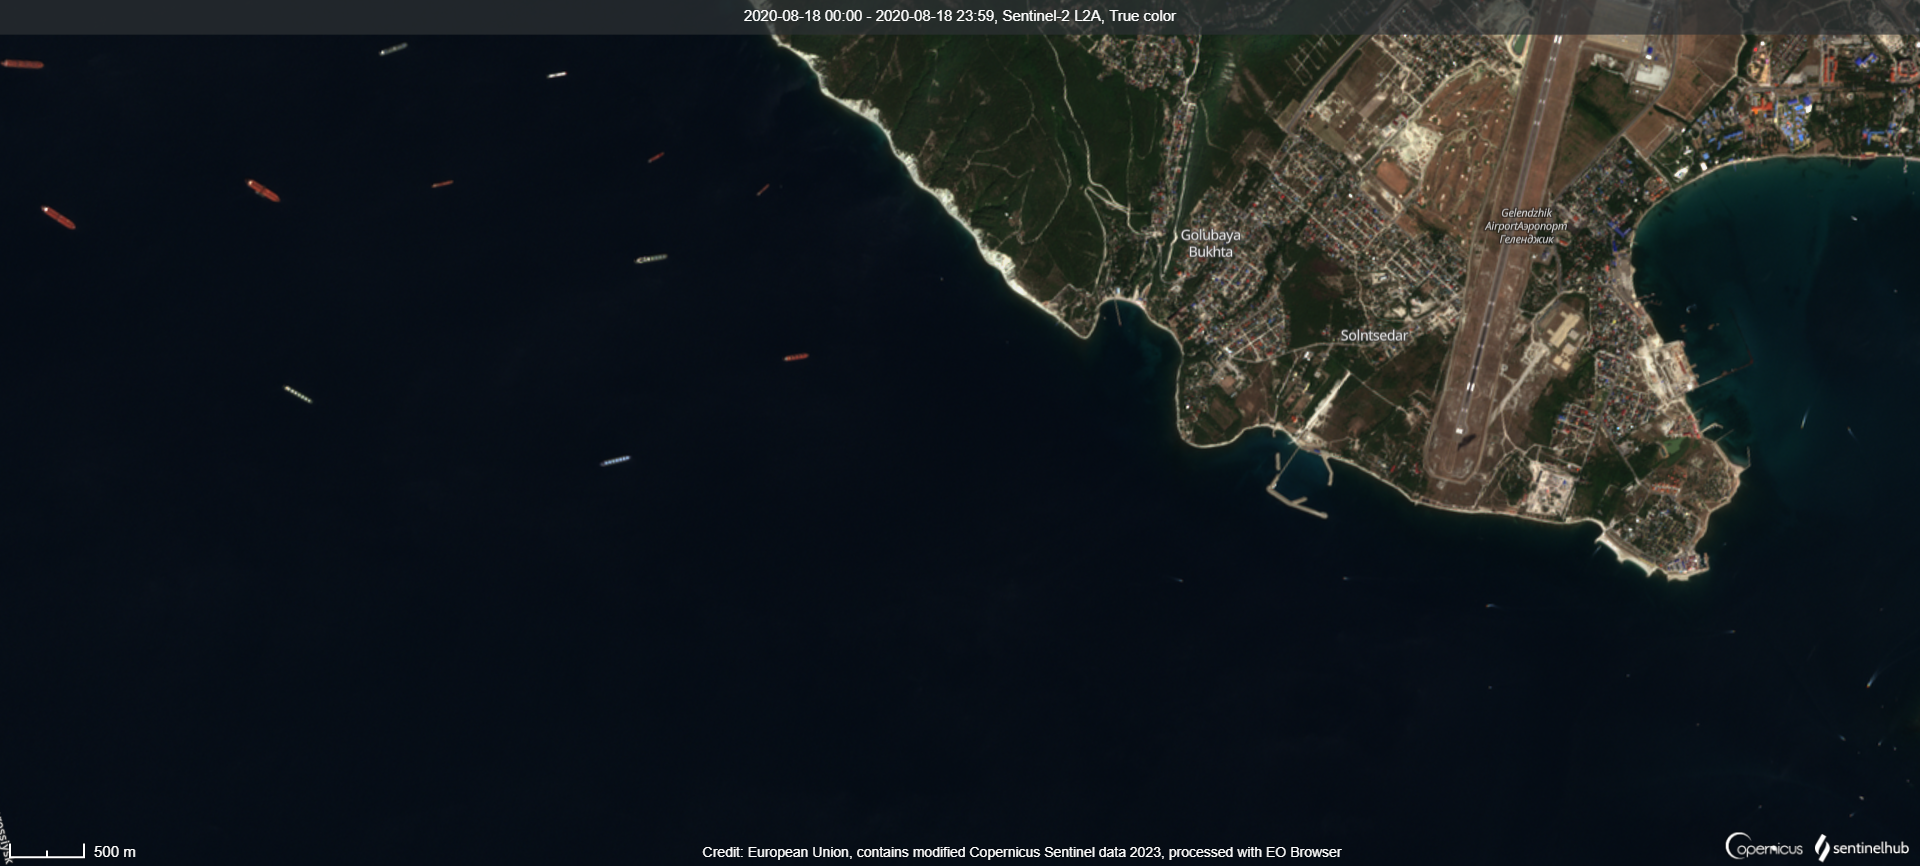 2020-08-18 00:00 - 2020-08-18 23:59, Sentinel-2 L2A, True color
Gelendzhik
AirportАэропорт
Геленджик
Golubaya
Bukhta
Solntsedar
500 m
Credit: European Union, contains modified Copernicus Sentinel data 2023, processed with EO Browser
Copernicus
sentinelhub